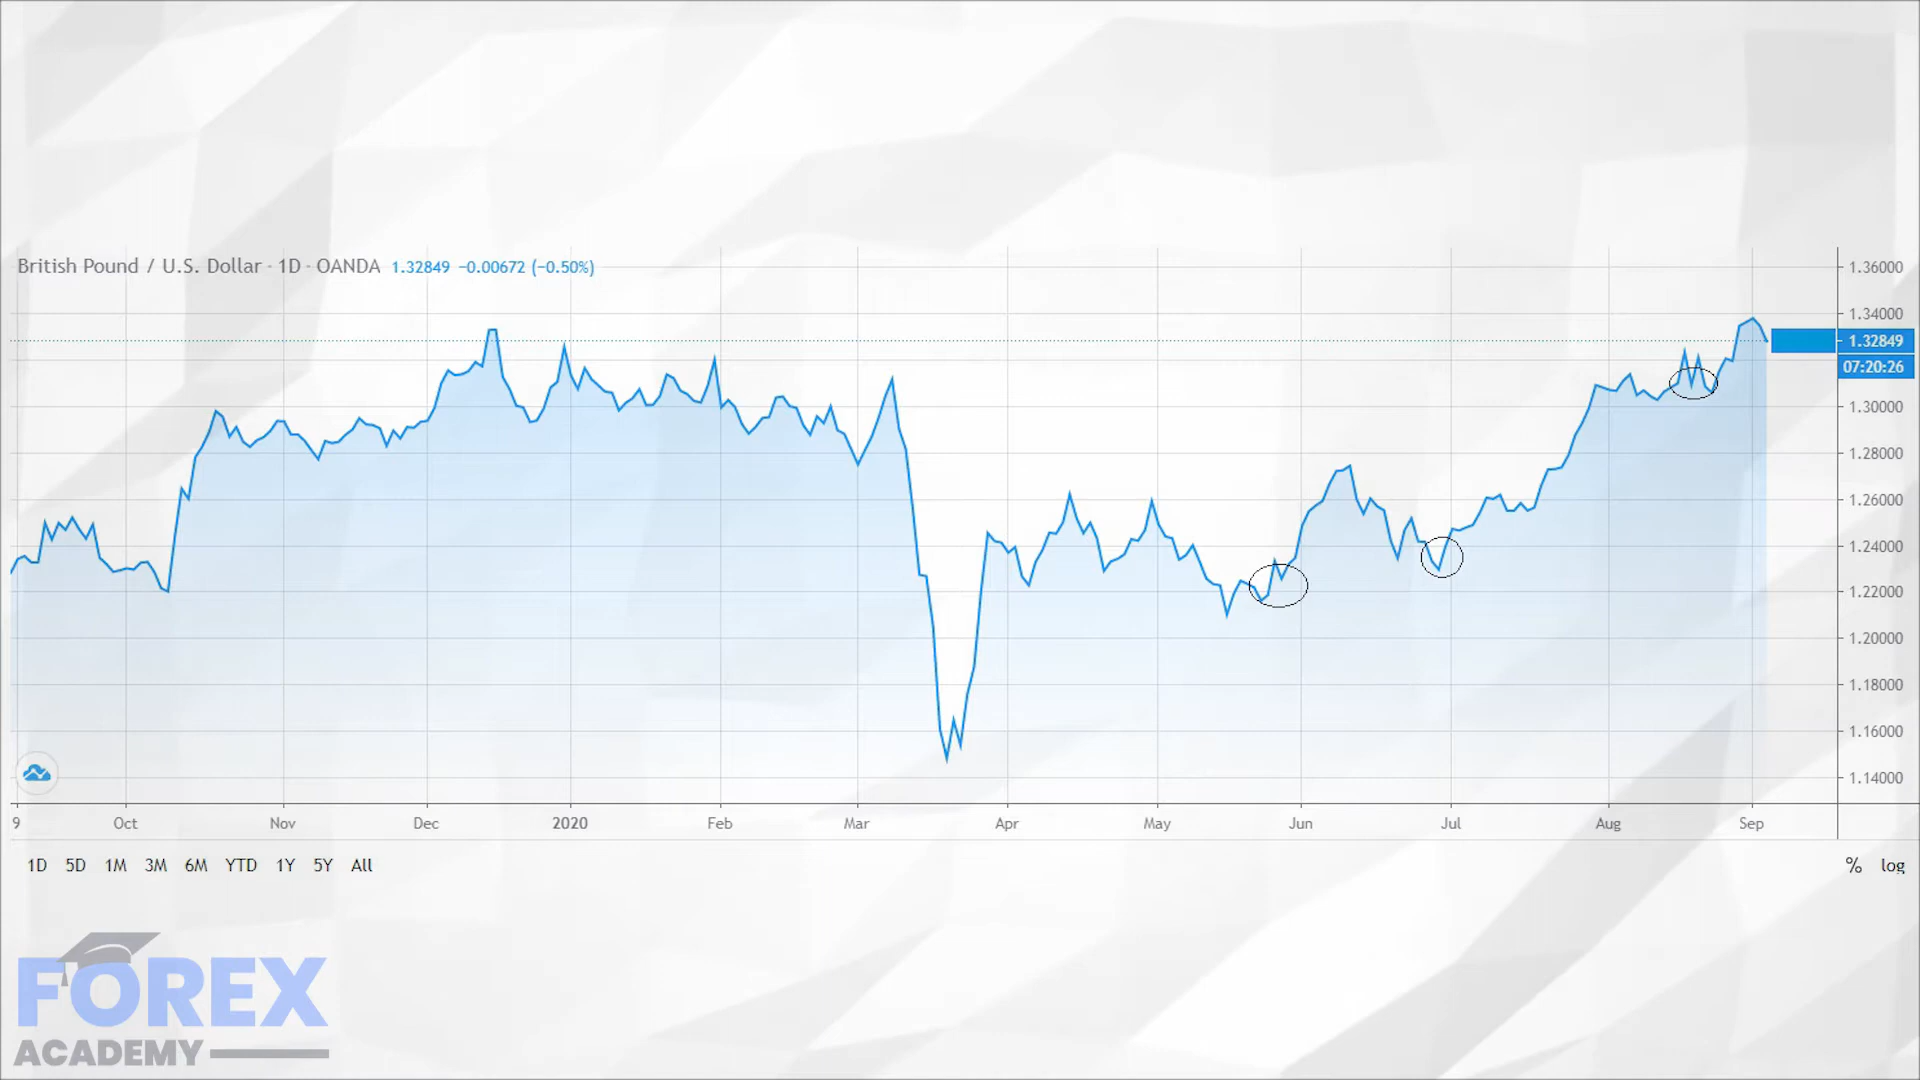 British Pound / U.S. Dollar · 1D · OANDA 1.32849 −0.00672 (−0.50%)
1.36000
1.34000
1.32849
07:20:26
1.30000
1.28000
1.26000
1.24000
1.22000
1.20000
1.18000
1.16000
1.14000
9 Oct Nov Dec 2020 Feb Mar Apr May Jun Jul Aug Sep
1D 5D 1M 3M 6M YTD 1Y 5Y All % log
FOREX
ACADEMY